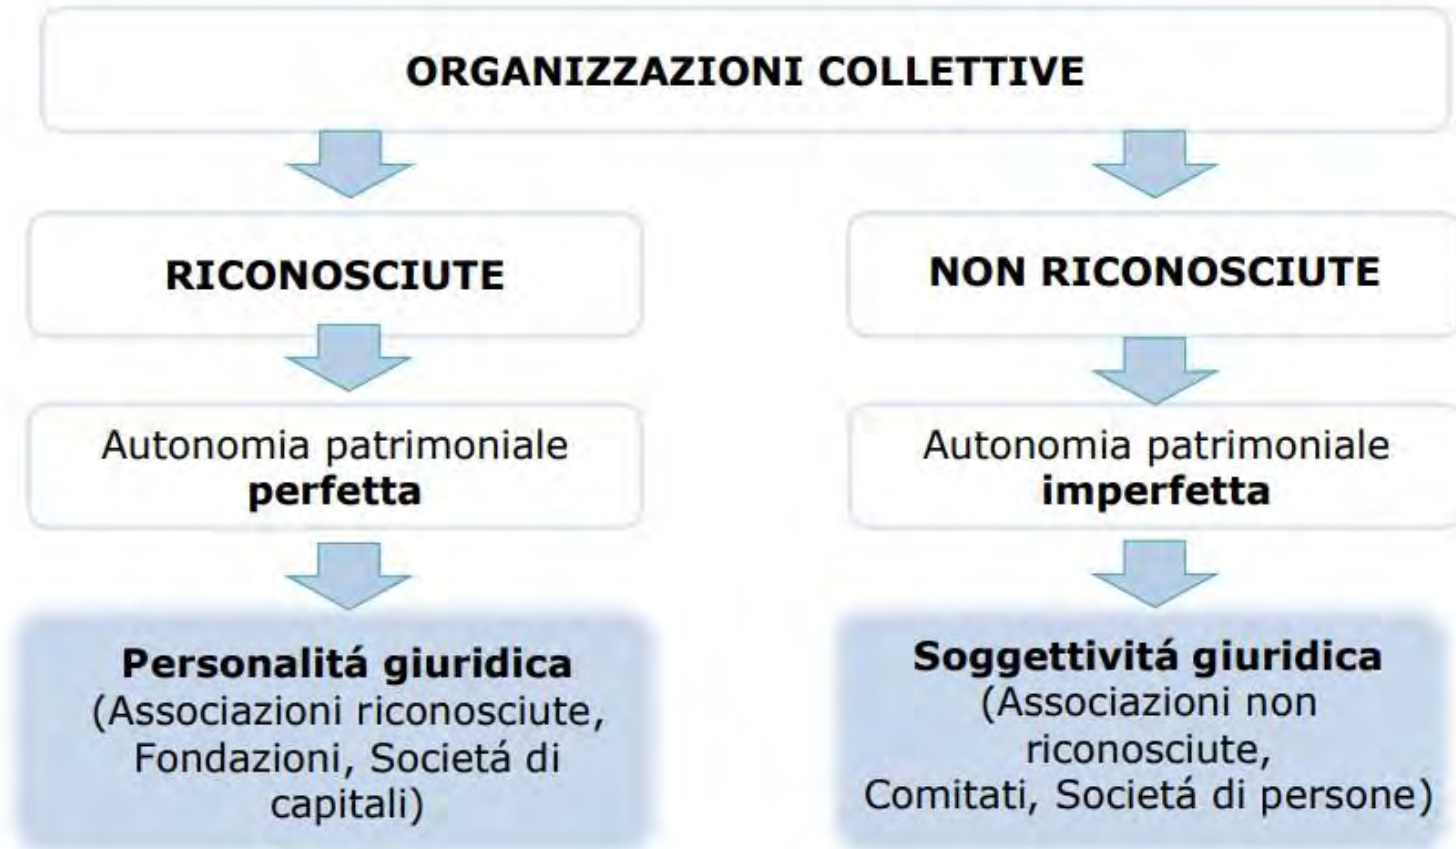 ORGANIZZAZIONI COLLETTIVE
RICONOSCIUTE
NON RICONOSCIUTE
Autonomia patrimoniale
perfetta
Autonomia patrimoniale
imperfetta
Personalitá giuridica
(Associazioni riconosciute,
Fondazioni, Societá di
capitali)
Soggettivitá giuridica
(Associazioni non
riconosciute,
Comitati, Societá di persone)